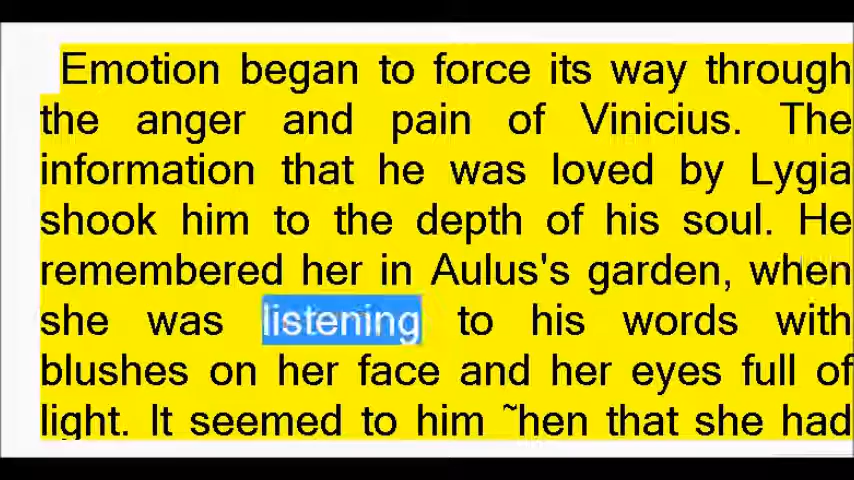 Emotion began to force its way through
the anger and pain of Vinicius. The
information that he was loved by Lygia
shook him to the depth of his soul. He
remembered her in Aulus's garden, when
she was listening to his words with
blushes on her face and her eyes full of
light. It seemed to him ˜hen that she had